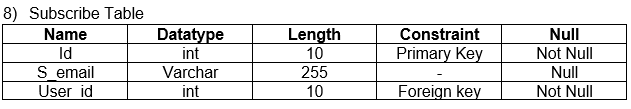 8) Subscribe Table
Name Datatype Length Constraint Null
Id int 10 Primary Key Not Null
S_email Varchar 255 - Null
User_id int 10 Foreign key Not Null